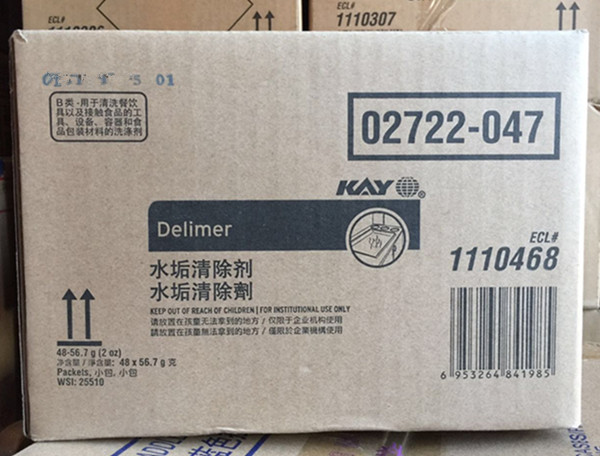 ECL#
ECL#
1110307
01
B类-用于清洗餐饮
具以及接触食品的工
具、设备、容器和食
品包装材料的洗涤剂
02722-047
KAY®
Delimer
水垢清除剂
水垢清除劑
ECL#
1110468
KEEP OUT OF REACH OF CHILDREN | FOR INSTITUTIONAL USE ONLY
请放置在孩童无法拿到的地方 / 仅限于企业机构使用
請放置在孩童無法拿到的地方 / 僅限於企業機構使用
48-56.7 g (2 oz)
净含量 / 淨含量: 48 x 56.7 g 克
Packets, 小包, 小包
WSI: 25510
6 953264 841985